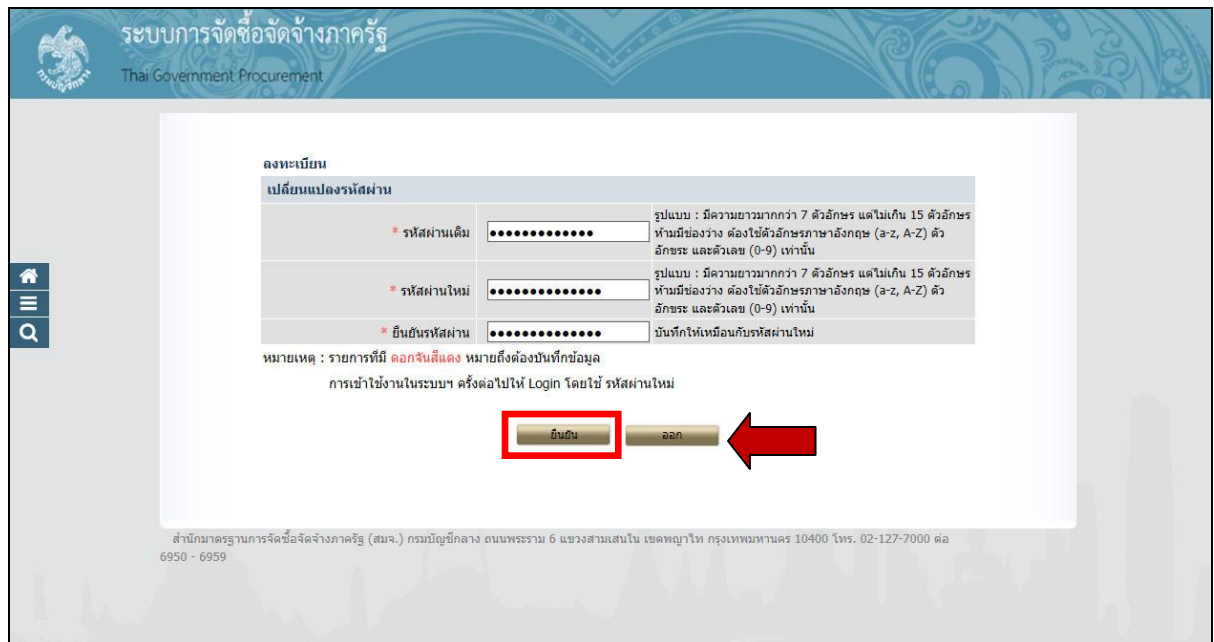 ระบบการจัดซื้อจัดจ้างภาครัฐ
Thai Government Procurement
กรมบัญชีกลาง
ลงทะเบียน
เปลี่ยนแปลงรหัสผ่าน
* รหัสผ่านเดิม
รูปแบบ : มีความยาวมากกว่า 7 ตัวอักษร แต่ไม่เกิน 15 ตัวอักษร
ห้ามมีช่องว่าง ต้องใช้ตัวอักษรภาษาอังกฤษ (a-z, A-Z) ตัว
อักขระ และตัวเลข (0-9) เท่านั้น
* รหัสผ่านใหม่
รูปแบบ : มีความยาวมากกว่า 7 ตัวอักษร แต่ไม่เกิน 15 ตัวอักษร
ห้ามมีช่องว่าง ต้องใช้ตัวอักษรภาษาอังกฤษ (a-z, A-Z) ตัว
อักขระ และตัวเลข (0-9) เท่านั้น
* ยืนยันรหัสผ่าน
บันทึกให้เหมือนกับรหัสผ่านใหม่
หมายเหตุ : รายการที่มี ดอกจันสีแดง หมายถึงต้องบันทึกข้อมูล
การเข้าใช้งานในระบบฯ ครั้งต่อไปให้ Login โดยใช้ รหัสผ่านใหม่
ยืนยัน ออก
สำนักมาตรฐานการจัดซื้อจัดจ้างภาครัฐ (สมจ.) กรมบัญชีกลาง ถนนพระราม 6 แขวงสามเสนใน เขตพญาไท กรุงเทพมหานคร 10400 โทร. 02-127-7000 ต่อ
6950 - 6959